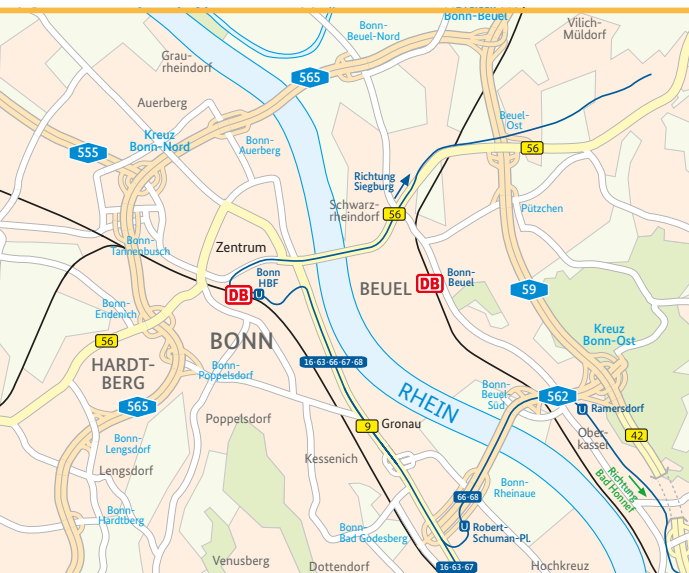 Bonn-Beuel
Vilich-
Müldorf
Bonn-
Beuel-Nord
Grau-
rheindorf
565
Auerberg
Beuel-
Ost
Kreuz
Bonn-Nord
555
Bonn-
Auerberg
56
Richtung
Siegburg
Schwarz-
rheindorf
56
Pützchen
Bonn-
Tannenbusch
Zentrum
Bonn
HBF
DB
U
BEUEL
DB
Bonn-
Beuel
59
Bonn-
Endenich
56
BONN
Kreuz
Bonn-Ost
HARDT-
BERG
16-63-66-67-68
Bonn-
Poppelsdorf
565
RHEIN
Bonn-
Beuel-
Süd
562
U
Ramersdorf
Poppelsdorf
9
Gronau
Ober-
kassel
42
Bonn-
Lengsdorf
Lengsdorf
Kessenich
Richtung
Bad Honnef
Bonn-
Rheinaue
66-68
Bonn-
Hardtberg
Bonn-
Bad Godesberg
U
Robert-
Schuman-PL
Venusberg
Dottendorf
16-63-67
Hochkreuz